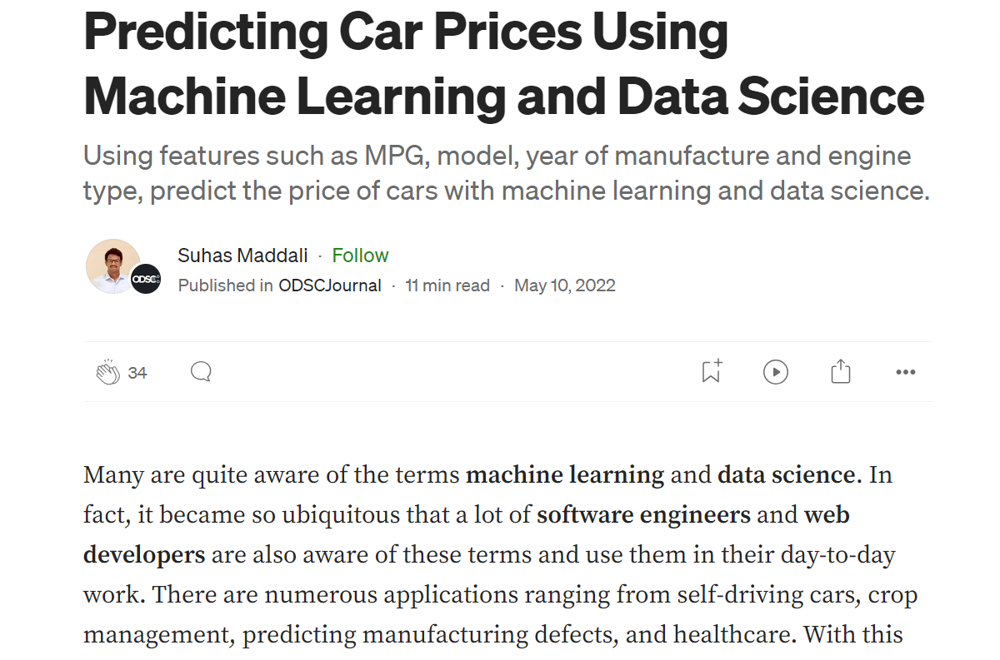 Predicting Car Prices Using
Machine Learning and Data Science
Using features such as MPG, model, year of manufacture and engine
type, predict the price of cars with machine learning and data science.
Suhas Maddali · Follow
ODSC
Published in ODSCJournal · 11 min read · May 10, 2022
34
Many are quite aware of the terms machine learning and data science. In
fact, it became so ubiquitous that a lot of software engineers and web
developers are also aware of these terms and use them in their day-to-day
work. There are numerous applications ranging from self-driving cars, crop
management, predicting manufacturing defects, and healthcare. With this